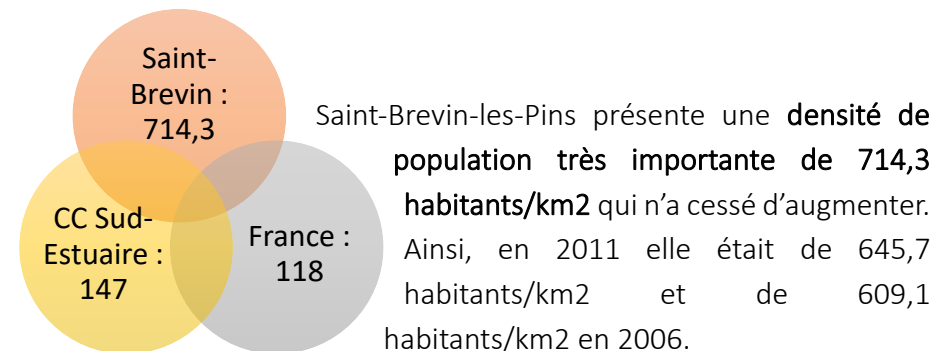 Saint-
Brevin :
714,3
CC Sud-
Estuaire :
147
France :
118
Saint-Brevin-les-Pins présente une densité de
population très importante de 714,3
habitants/km2 qui n’a cessé d’augmenter.
Ainsi, en 2011 elle était de 645,7
habitants/km2 et de 609,1
habitants/km2 en 2006.